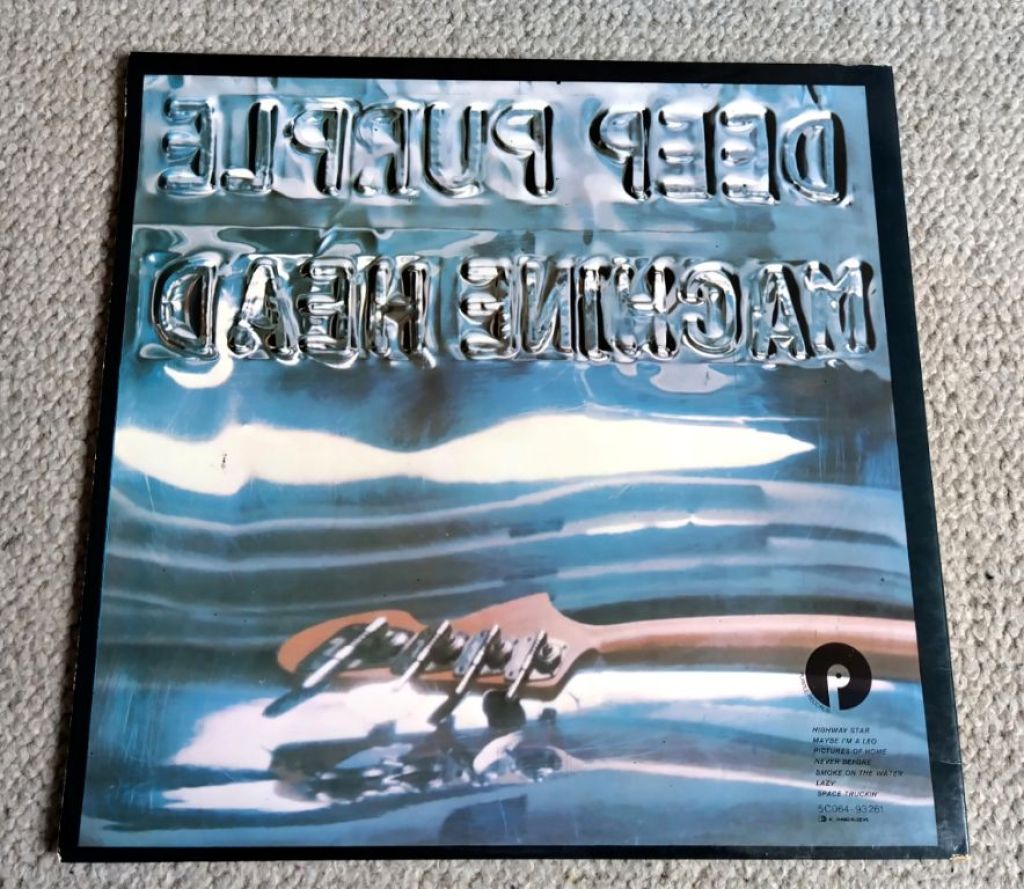 DEEP PURPLE
MACHINE HEAD
HIGHWAY STAR
MAYBE I'M A LEO
PICTURES OF HOME
NEVER BEFORE
SMOKE ON THE WATER
LAZY
SPACE TRUCKIN'
5C064-93261